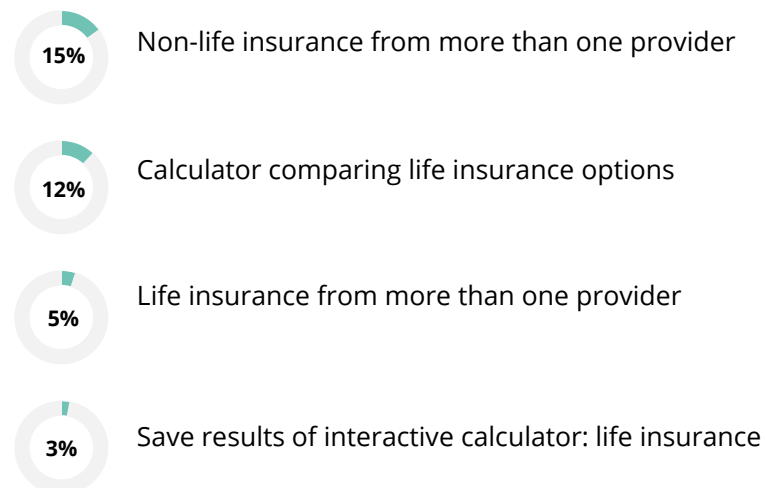 15%
Non-life insurance from more than one provider
12%
Calculator comparing life insurance options
5%
Life insurance from more than one provider
3%
Save results of interactive calculator: life insurance